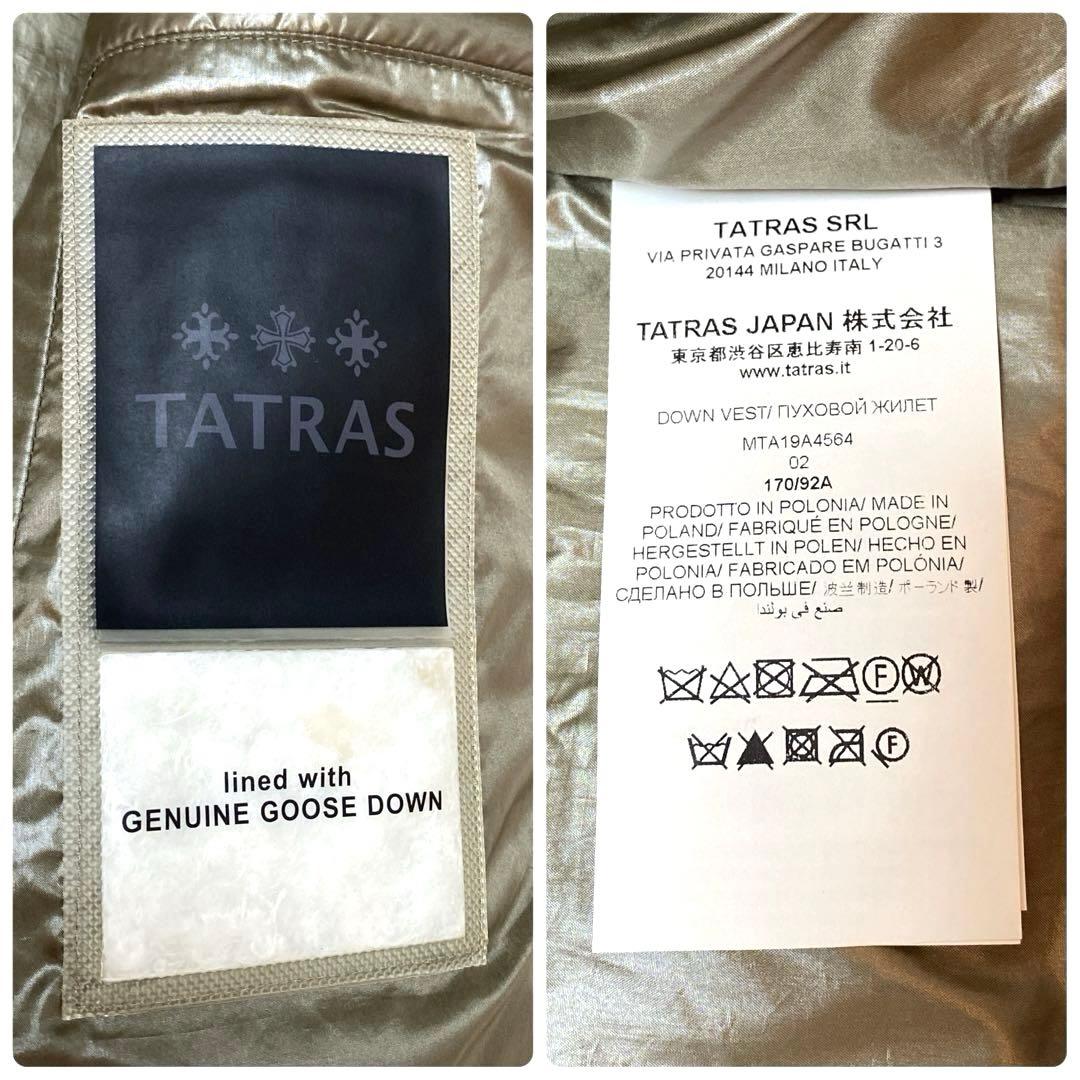 TATRAS
lined with
GENUINE GOOSE DOWN
TATRAS SRL
VIA PRIVATA GASPARE BUGATTI 3
20144 MILANO ITALY
TATRAS JAPAN 株式会社
東京都渋谷区恵比寿南 1-20-6
www.tatras.it
DOWN VEST/ ПУХОВОЙ ЖИЛЕТ
MTA19A4564
02
170/92A
PRODOTTO IN POLONIA/ MADE IN
POLAND/ FABRIQUÉ EN POLOGNE/
HERGESTELLT IN POLEN/ HECHO EN
POLONIA/ FABRICADO EM POLÓNIA/
СДЕЛАНО В ПОЛЬШЕ/ 波兰制造/ ポーランド製/
صنع في بولندا
F W
F